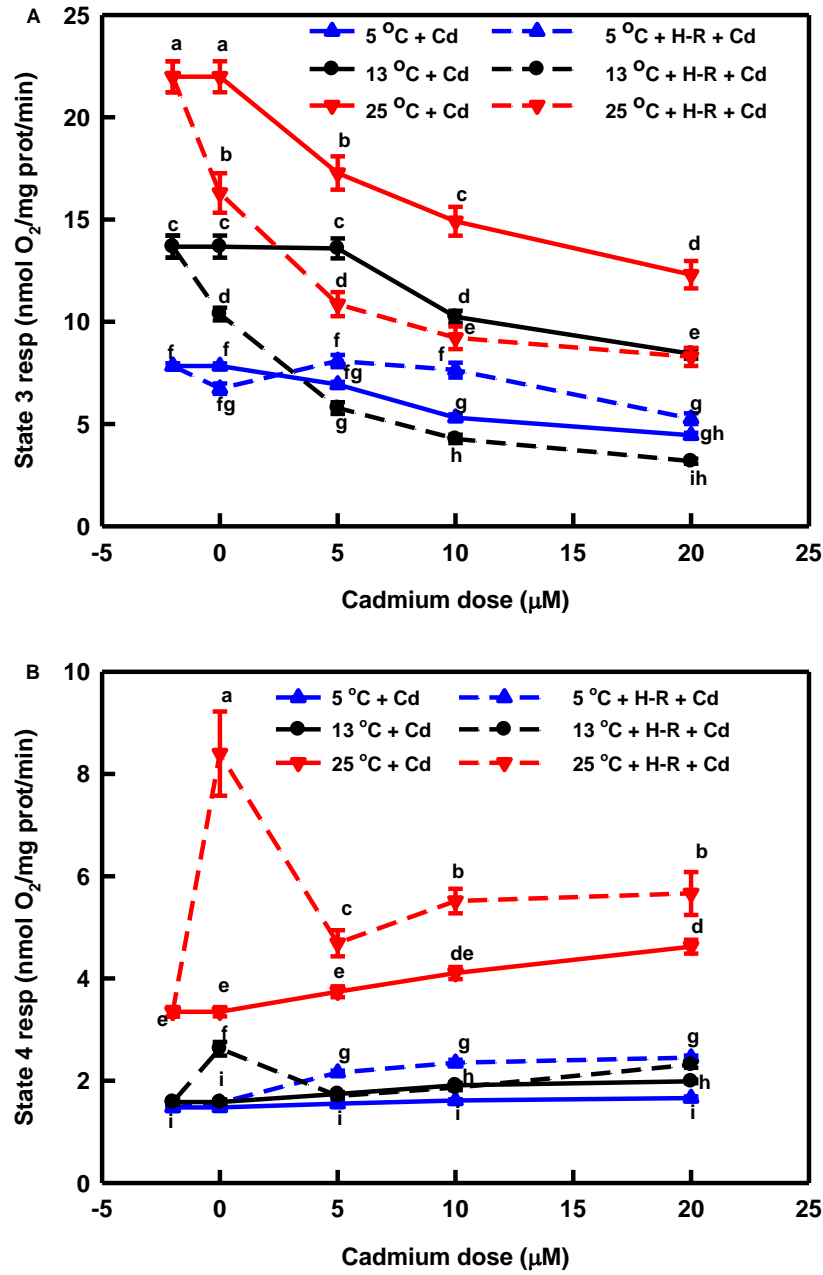 A
25
20
15
10
5
0
-5 0 5 10 15 20 25
State 3 resp (nmol O2/mg prot/min)
Cadmium dose (μM)
5 °C + Cd
13 °C + Cd
25 °C + Cd
5 °C + H-R + Cd
13 °C + H-R + Cd
25 °C + H-R + Cd
a a
b
b
c
d
c c c
d
d
d
e
e
f f
f
f
fg
fg
g
g
g
gh
h
ih
B
10
8
6
4
2
0
-5 0 5 10 15 20 25
State 4 resp (nmol O2/mg prot/min)
Cadmium dose (μM)
5 °C + Cd
13 °C + Cd
25 °C + Cd
5 °C + H-R + Cd
13 °C + H-R + Cd
25 °C + H-R + Cd
a
b
b
c
d
de
e
e
e
f
g
g
g
i
h
h
i
i
i
i